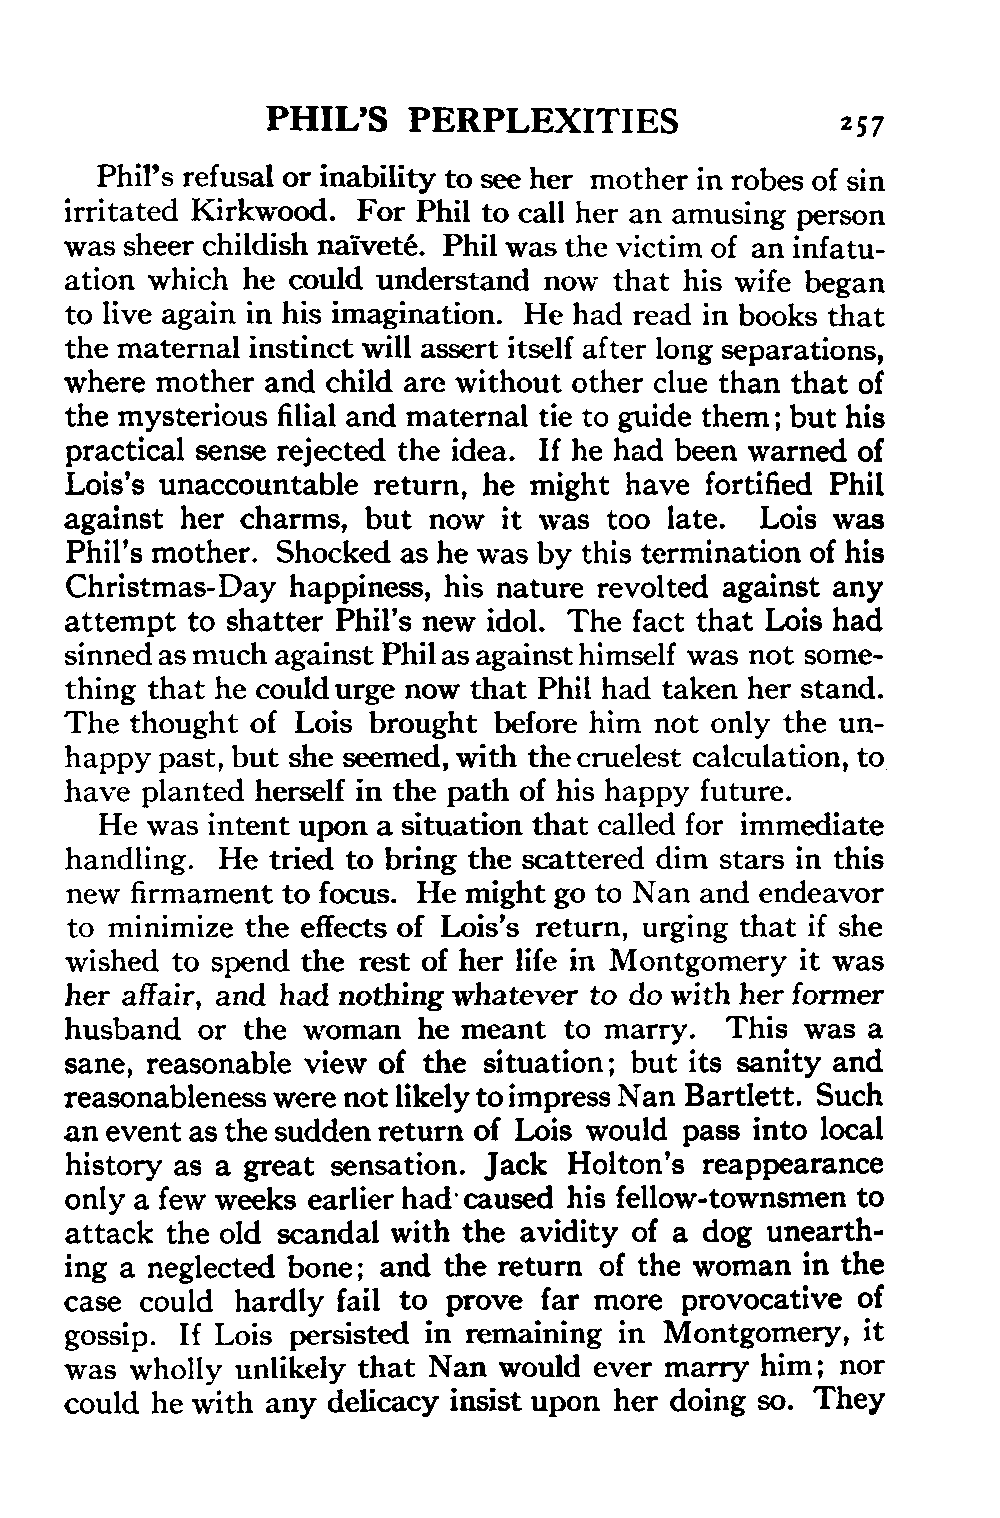 PHIL'S PERPLEXITIES 257
Phil's refusal or inability to see her mother in robes of sin
irritated Kirkwood. For Phil to call her an amusing person
was sheer childish naïveté. Phil was the victim of an infatu-
ation which he could understand now that his wife began
to live again in his imagination. He had read in books that
the maternal instinct will assert itself after long separations,
where mother and child are without other clue than that of
the mysterious filial and maternal tie to guide them; but his
practical sense rejected the idea. If he had been warned of
Lois's unaccountable return, he might have fortified Phil
against her charms, but now it was too late. Lois was
Phil's mother. Shocked as he was by this termination of his
Christmas-Day happiness, his nature revolted against any
attempt to shatter Phil's new idol. The fact that Lois had
sinned as much against Phil as against himself was not some-
thing that he could urge now that Phil had taken her stand.
The thought of Lois brought before him not only the un-
happy past, but she seemed, with the cruelest calculation, to
have planted herself in the path of his happy future.
He was intent upon a situation that called for immediate
handling. He tried to bring the scattered dim stars in this
new firmament to focus. He might go to Nan and endeavor
to minimize the effects of Lois's return, urging that if she
wished to spend the rest of her life in Montgomery it was
her affair, and had nothing whatever to do with her former
husband or the woman he meant to marry. This was a
sane, reasonable view of the situation; but its sanity and
reasonableness were not likely to impress Nan Bartlett. Such
an event as the sudden return of Lois would pass into local
history as a great sensation. Jack Holton's reappearance
only a few weeks earlier had caused his fellow-townsmen to
attack the old scandal with the avidity of a dog unearth-
ing a neglected bone; and the return of the woman in the
case could hardly fail to prove far more provocative of
gossip. If Lois persisted in remaining in Montgomery, it
was wholly unlikely that Nan would ever marry him; nor
could he with any delicacy insist upon her doing so. They